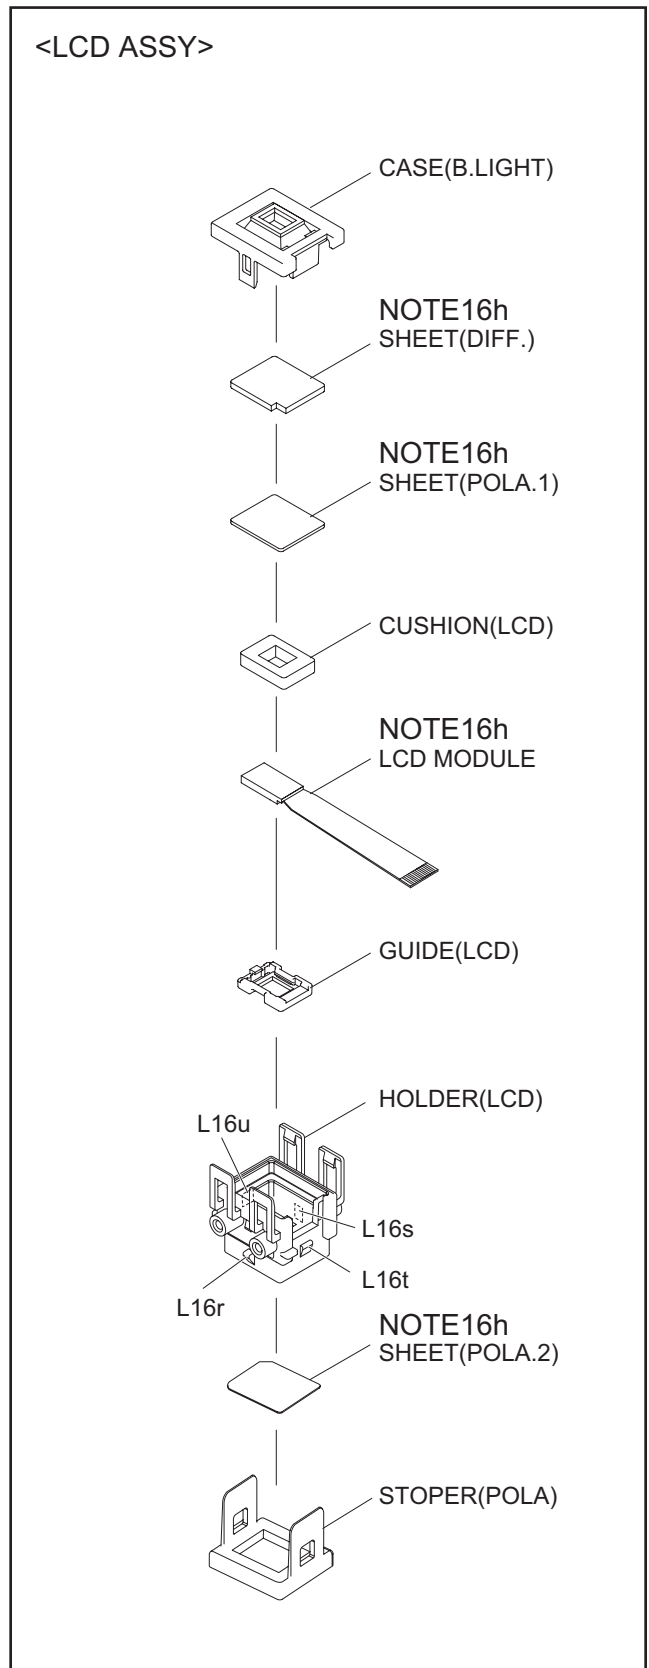 <LCD ASSY>
CASE(B.LIGHT)
NOTE16h
SHEET(DIFF.)
NOTE16h
SHEET(POLA.1)
CUSHION(LCD)
NOTE16h
LCD MODULE
GUIDE(LCD)
HOLDER(LCD)
L16u
L16s
L16t
L16r
NOTE16h
SHEET(POLA.2)
STOPER(POLA)